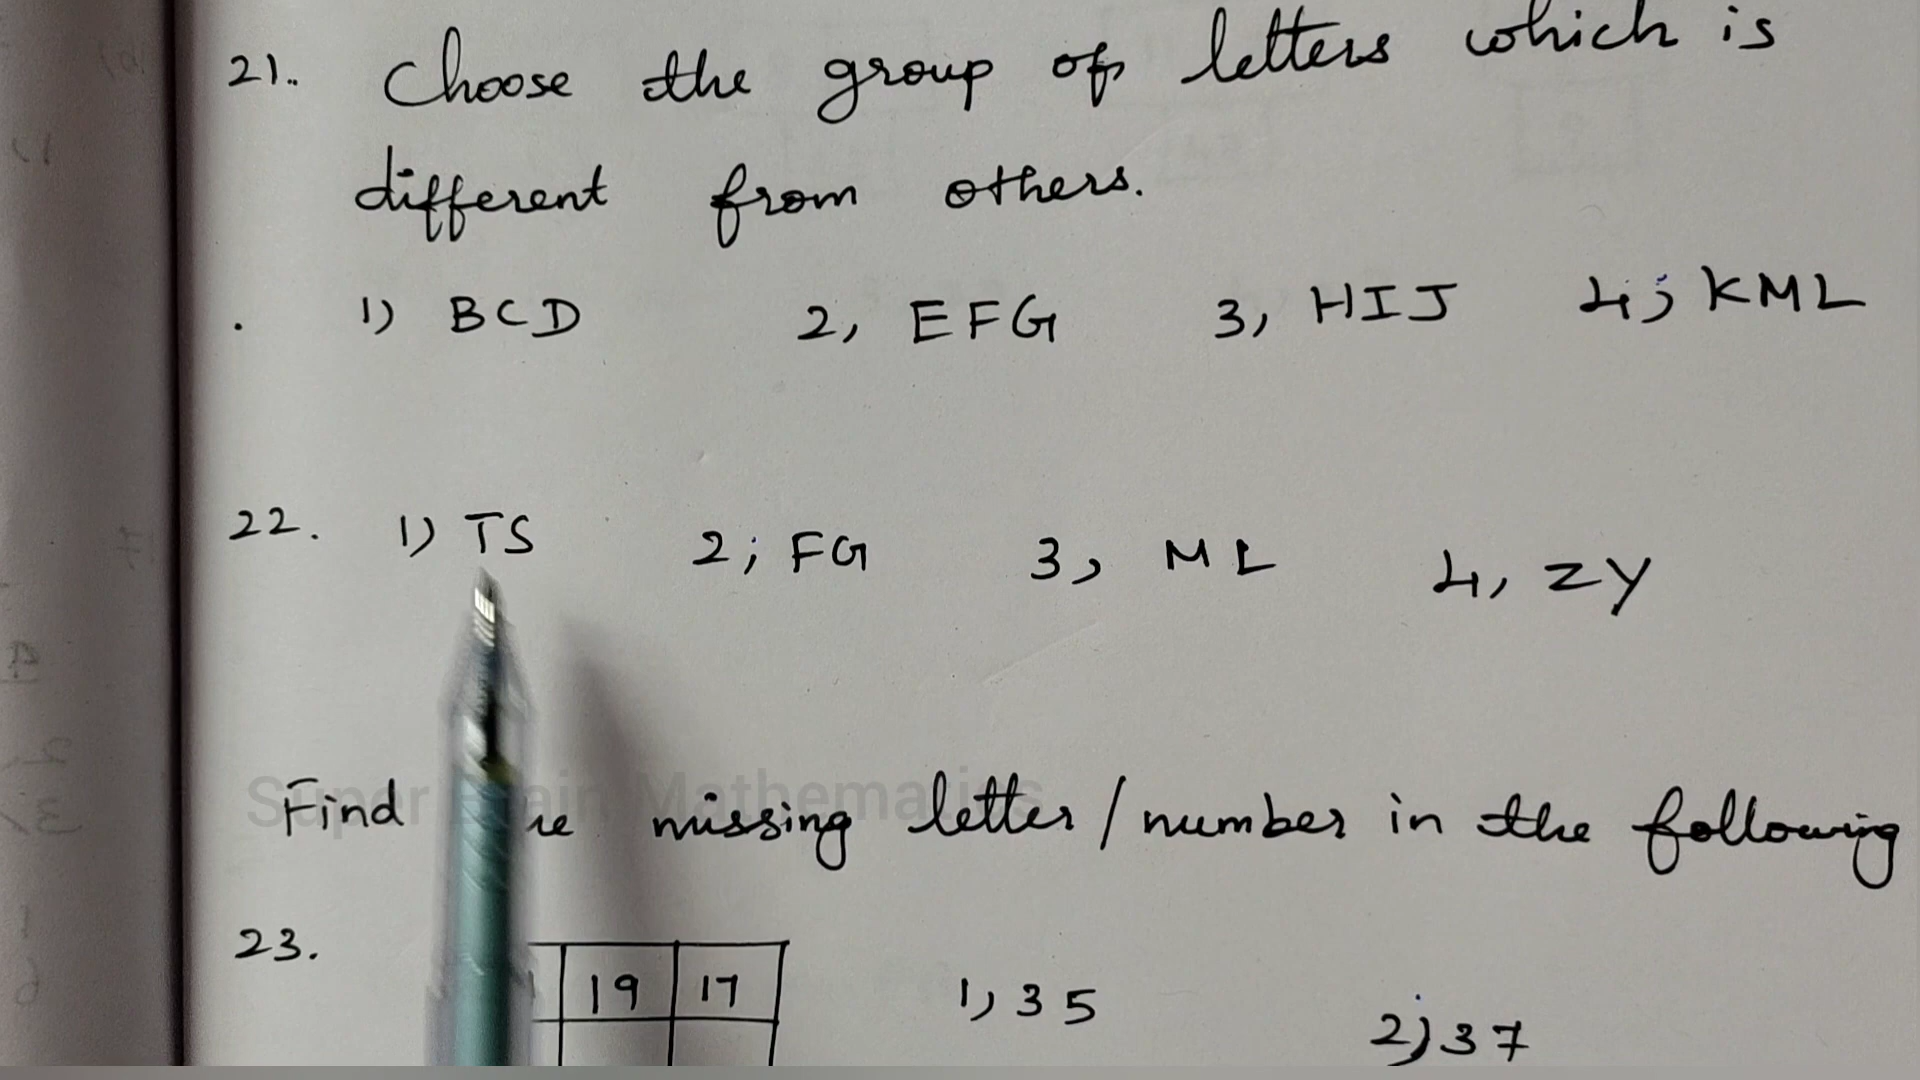 21. Choose the group of letters which is
different from others.
1) BCD 2, EFG 3, HIJ 4; KML
22. 1) TS 2; FG 3, ML 4, ZY
Super Mathematics
Find missing letter/number in the following
23. 19 17 1) 35 2) 37